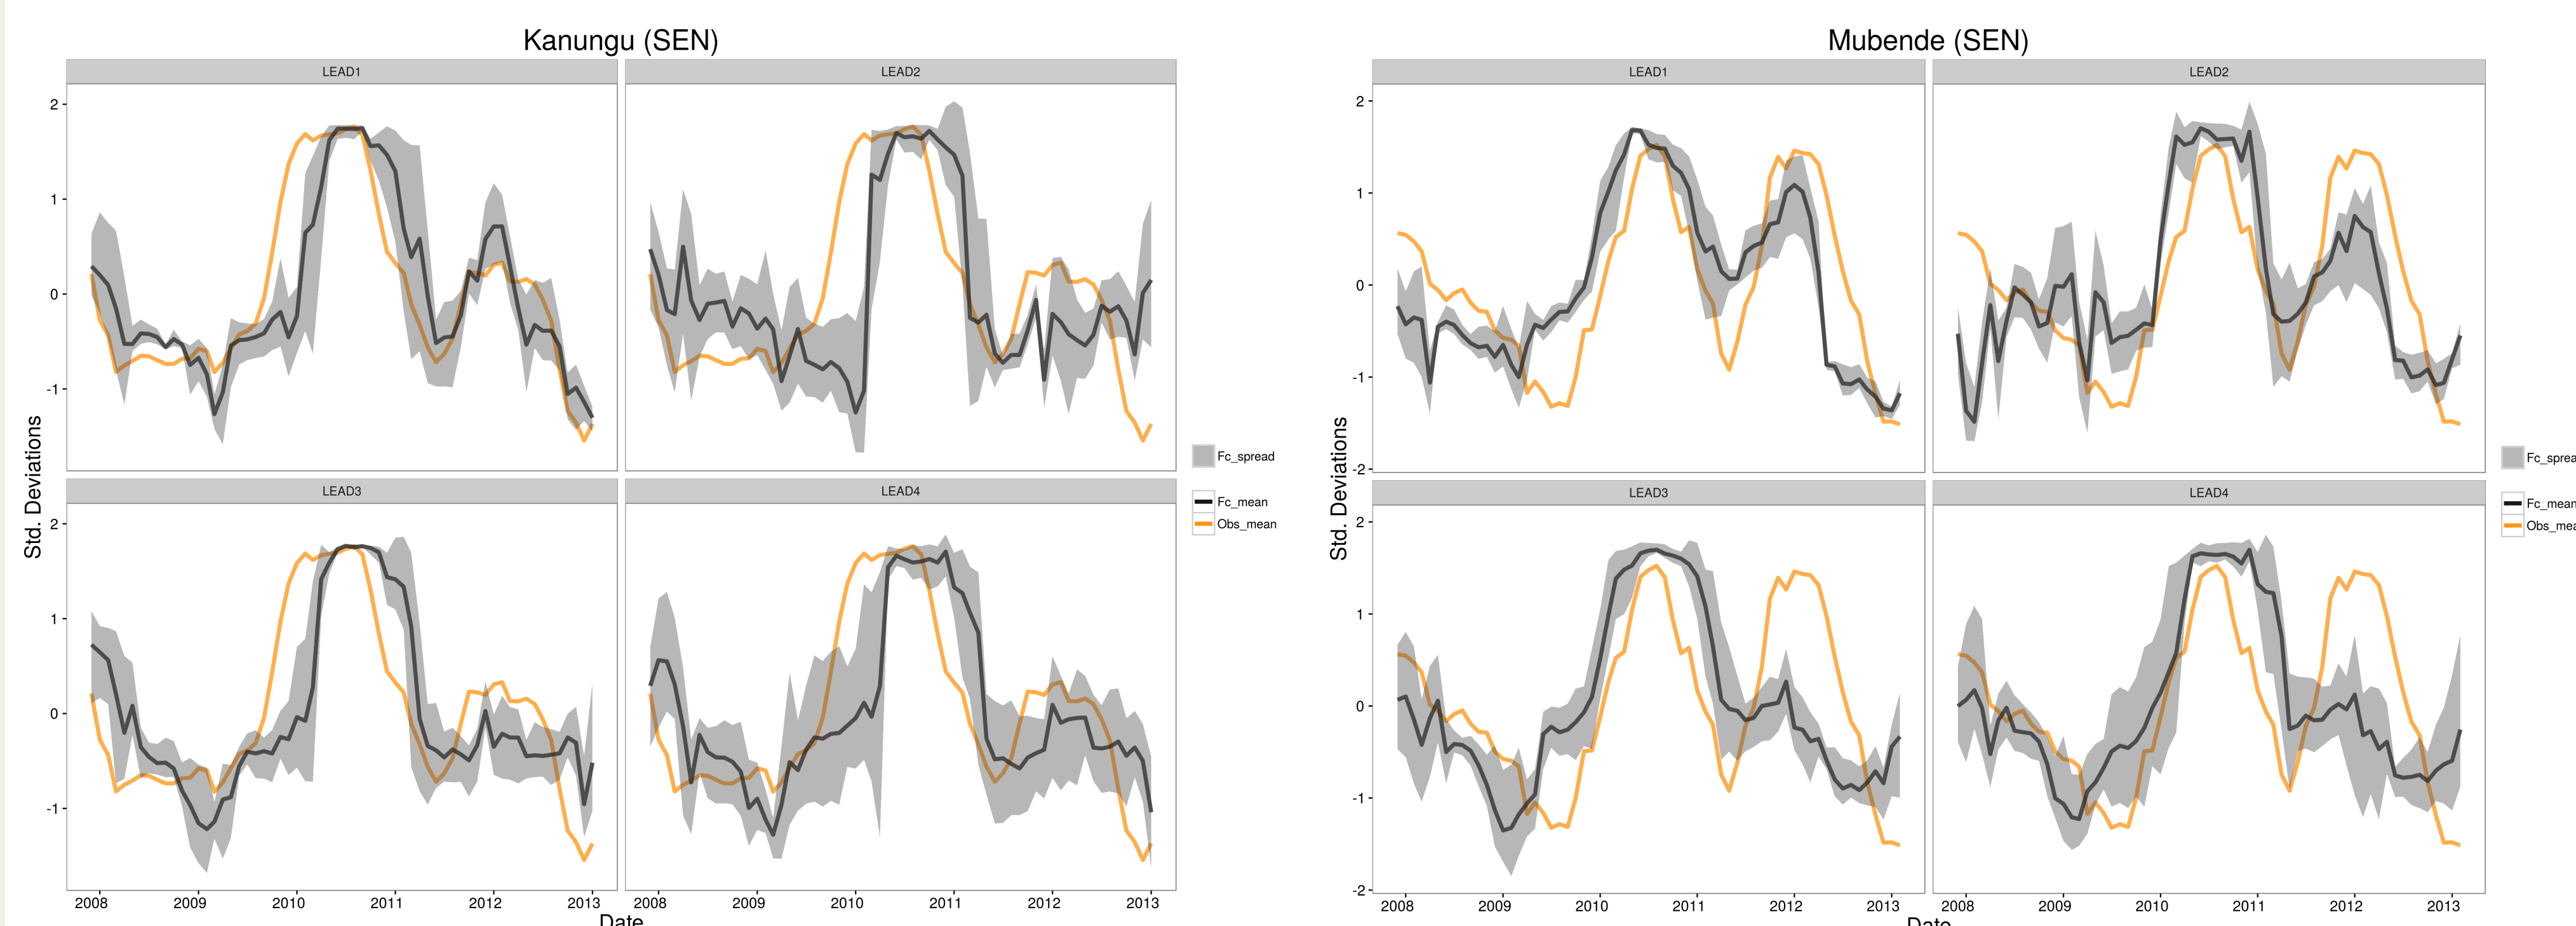 Kanungu (SEN)
LEAD1
LEAD2
2
1
0
-1
LEAD3
LEAD4
2
1
0
-1
Std. Deviations
2008 2009 2010 2011 2012 2013
2008 2009 2010 2011 2012 2013
Date
Fc_spread
Fc_mean
Obs_mean
Mubende (SEN)
LEAD1
LEAD2
2
1
0
-1
-2
LEAD3
LEAD4
2
1
0
-1
-2
Std. Deviations
2008 2009 2010 2011 2012 2013
2008 2009 2010 2011 2012 2013
Date
Fc_sprea
Fc_mean
Obs_mea